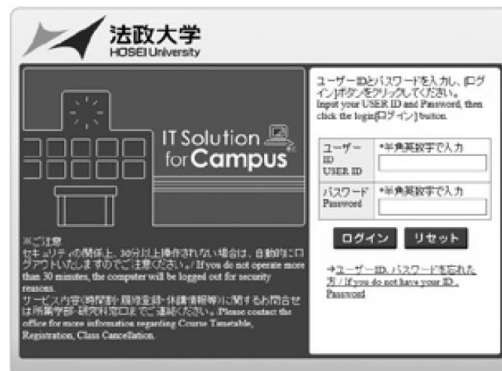 法政大学
HOSEI University
IT Solution
for Campus
※ご注意
セキュリティの関係上、30分以上操作されない場合は、自動的にロ
グアウトいたしますのでご注意ください。/ If you do not operate more
than 30 minutes, the computer will be logged out for security
reasons.
サービス内容(時間割・履修登録・休講情報等)に関するお問合せ
は所属学部・研究科窓口までご連絡ください。/Please contact the
office for more information regarding Course Timetable,
Registration, Class Cancellation.
ユーザーIDとパスワードを入力し、[ログ
イン]ボタンをクリックしてください。
Input your USER ID and Password, then
click the login[ログイン] button.
ユーザー
ID
USER ID
*半角英数字で入力
パスワード
Password
*半角英数字で入力
ログイン リセット
→ユーザーID、パスワードを忘れた
方 / If you do not have your ID ,
Password